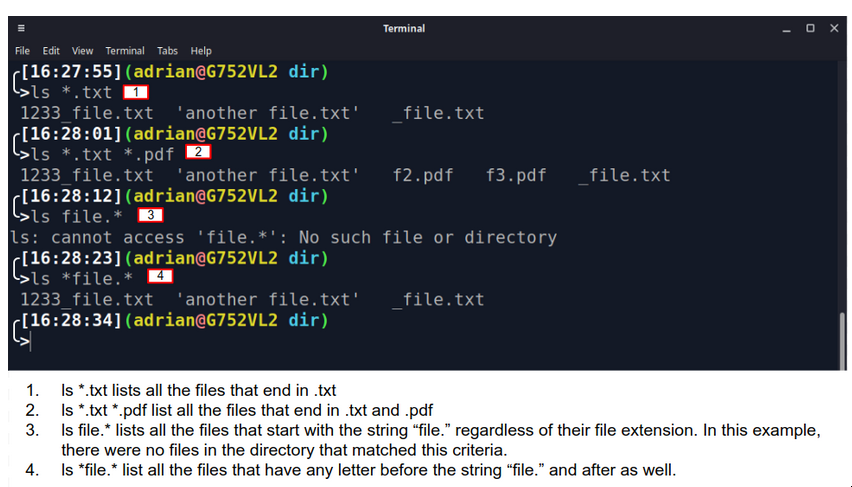 Terminal
File Edit View Terminal Tabs Help
[16:27:55](adrian@G752VL2 dir)
>ls *.txt 1
1233_file.txt 'another file.txt' _file.txt
[16:28:01](adrian@G752VL2 dir)
>ls *.txt *.pdf 2
1233_file.txt 'another file.txt' f2.pdf f3.pdf _file.txt
[16:28:12](adrian@G752VL2 dir)
>ls file.* 3
ls: cannot access 'file.*': No such file or directory
[16:28:23](adrian@G752VL2 dir)
>ls *file.* 4
1233_file.txt 'another file.txt' _file.txt
[16:28:34](adrian@G752VL2 dir)
>
1. ls *.txt lists all the files that end in .txt
2. ls *.txt *.pdf list all the files that end in .txt and .pdf
3. ls file.* lists all the files that start with the string “file.” regardless of their file extension. In this example,
there were no files in the directory that matched this criteria.
4. ls *file.* list all the files that have any letter before the string “file.” and after as well.